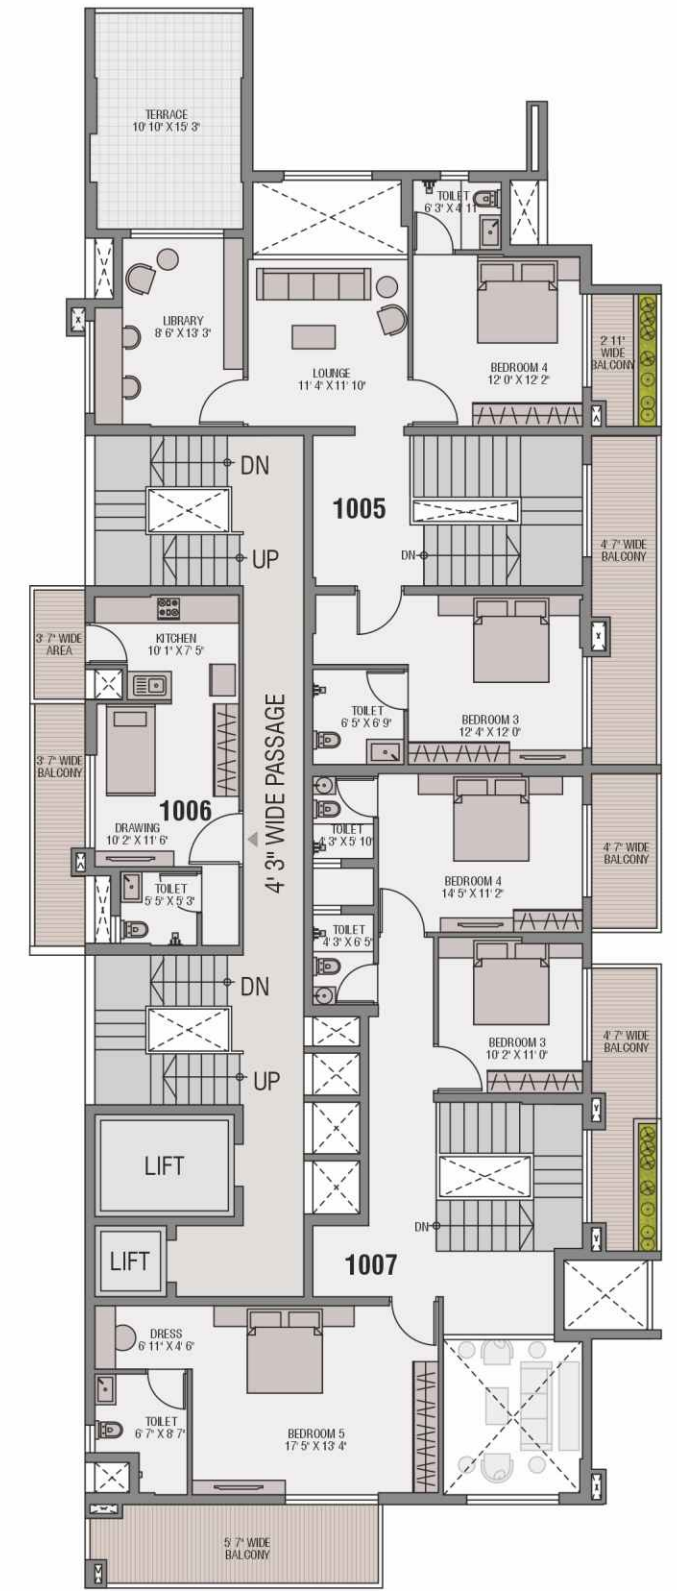 TERRACE
10' 10" X 15' 3"
TOILET
6' 3" X 4' 11"
LIBRARY
8' 6" X 13' 3"
LOUNGE
11' 4" X 11' 10"
BEDROOM 4
12' 0" X 12' 2"
2' 11"
WIDE
BALCONY
DN
UP
1005
DN
4' 7" WIDE
BALCONY
3' 7" WIDE
AREA
KITCHEN
10' 1" X 7' 5"
TOILET
6' 5" X 6' 9"
BEDROOM 3
12' 4" X 12' 0"
3' 7" WIDE
BALCONY
4' 3" WIDE PASSAGE
1006
DRAWING
10' 2" X 11' 6"
TOILET
4' 3" X 5' 10"
4' 7" WIDE
BALCONY
BEDROOM 4
14' 5" X 11' 2"
TOILET
5' 5" X 5' 3"
TOILET
4' 3" X 6' 5"
DN
UP
BEDROOM 3
10' 2" X 11' 0"
4' 7" WIDE
BALCONY
LIFT
DN
LIFT
1007
DRESS
6' 11" X 4' 6"
TOILET
6' 7" X 8' 7"
BEDROOM 5
17' 5" X 13' 4"
5' 7" WIDE
BALCONY